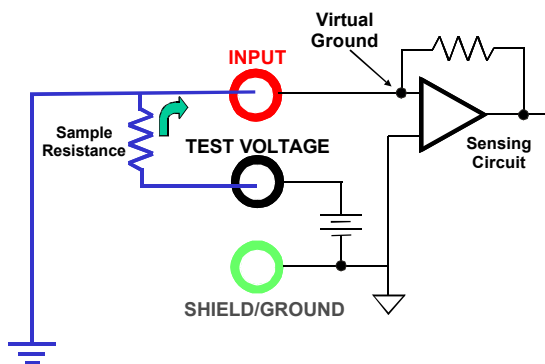 Virtual
Ground
INPUT
Sample
Resistance
TEST VOLTAGE
Sensing
Circuit
SHIELD/GROUND